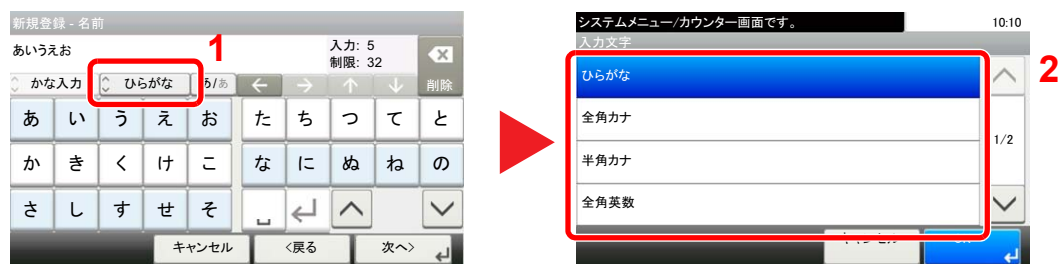 新規登録 - 名前
あいうえお
1
入力: 5
制限: 32
かな入力 ひらがな あ/あ 削除
あ い う え お た ち つ て と
か き く け こ な に ぬ ね の
さ し す せ そ
キャンセル <戻る 次へ>
システムメニュー/カウンター画面です。 10:10
入力文字
2
ひらがな
全角カナ
1/2
半角カナ
全角英数